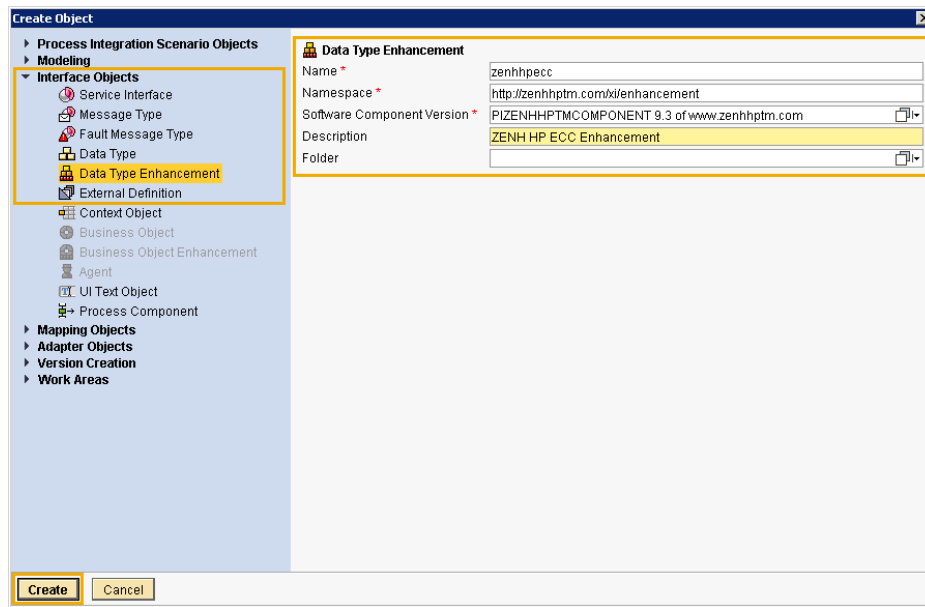 Create Object
Process Integration Scenario Objects
Modeling
Interface Objects
Service Interface
Message Type
Fault Message Type
Data Type
Data Type Enhancement
External Definition
Context Object
Business Object
Business Object Enhancement
Agent
UI Text Object
Process Component
Mapping Objects
Adapter Objects
Version Creation
Work Areas
Data Type Enhancement
Name * zenhhpecc
Namespace * http://zenhhptm.com/xi/enhancement
Software Component Version * PIZENHHPTMCOMPONENT 9.3 of www.zenhhptm.com
Description ZENH HP ECC Enhancement
Folder
Create Cancel